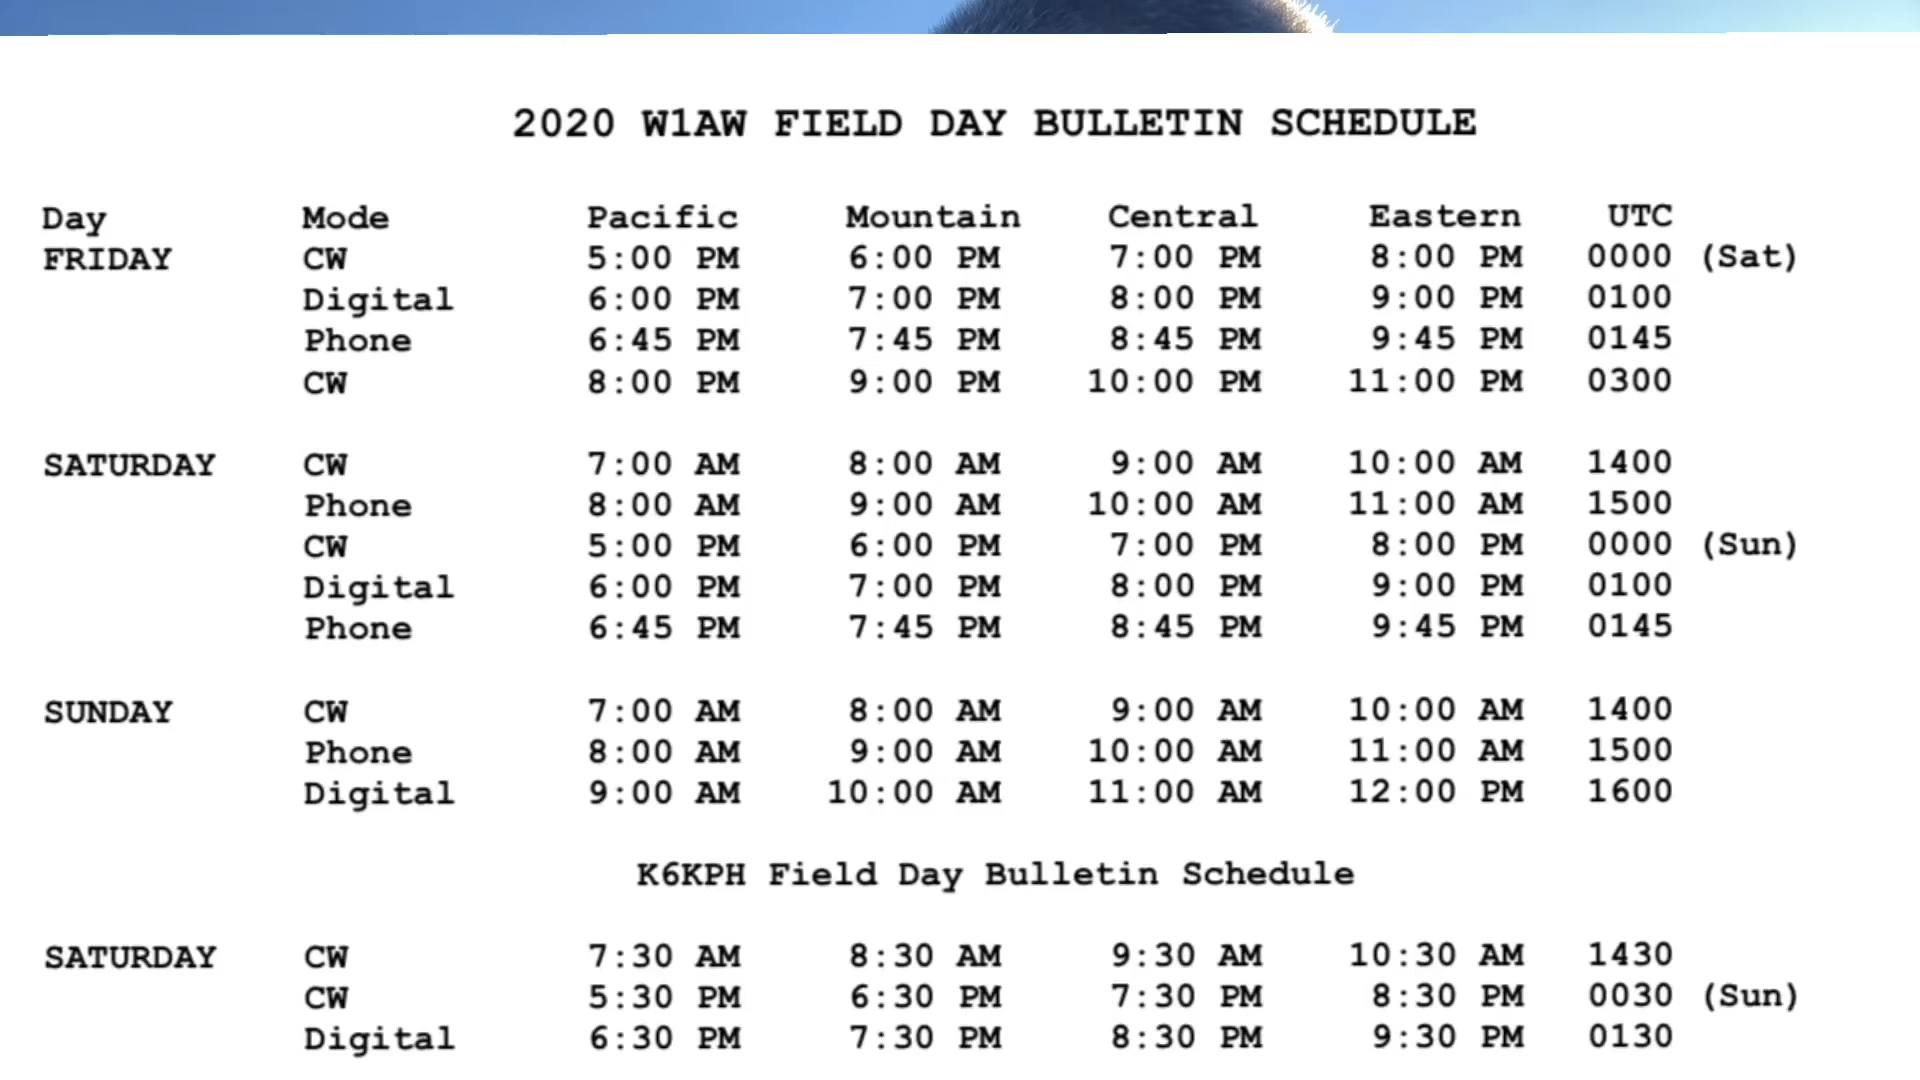 2020 W1AW FIELD DAY BULLETIN SCHEDULE
Day Mode Pacific Mountain Central Eastern UTC
FRIDAY CW 5:00 PM 6:00 PM 7:00 PM 8:00 PM 0000 (Sat)
Digital 6:00 PM 7:00 PM 8:00 PM 9:00 PM 0100
Phone 6:45 PM 7:45 PM 8:45 PM 9:45 PM 0145
CW 8:00 PM 9:00 PM 10:00 PM 11:00 PM 0300
SATURDAY CW 7:00 AM 8:00 AM 9:00 AM 10:00 AM 1400
Phone 8:00 AM 9:00 AM 10:00 AM 11:00 AM 1500
CW 5:00 PM 6:00 PM 7:00 PM 8:00 PM 0000 (Sun)
Digital 6:00 PM 7:00 PM 8:00 PM 9:00 PM 0100
Phone 6:45 PM 7:45 PM 8:45 PM 9:45 PM 0145
SUNDAY CW 7:00 AM 8:00 AM 9:00 AM 10:00 AM 1400
Phone 8:00 AM 9:00 AM 10:00 AM 11:00 AM 1500
Digital 9:00 AM 10:00 AM 11:00 AM 12:00 PM 1600
K6KPH Field Day Bulletin Schedule
SATURDAY CW 7:30 AM 8:30 AM 9:30 AM 10:30 AM 1430
CW 5:30 PM 6:30 PM 7:30 PM 8:30 PM 0030 (Sun)
Digital 6:30 PM 7:30 PM 8:30 PM 9:30 PM 0130